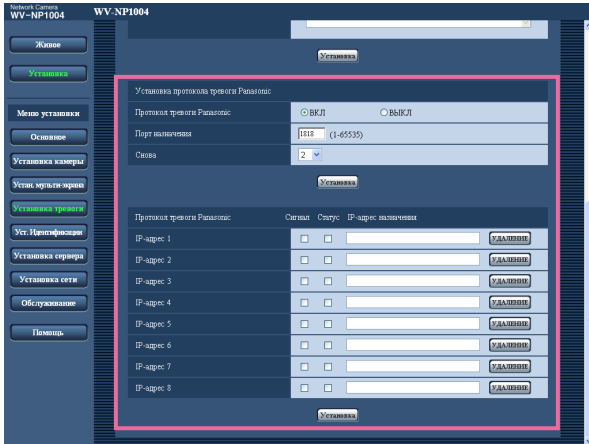 Network Camera
WV-NP1004
WV-NP1004
Живое
Установка
Установка
Меню установки
Основное
Установка камеры
Устан. мульти-экрана
Установка тревоги
Уст. Идентификации
Установка сервера
Установка сети
Обслуживание
Помощь
Установка протокола тревоги Panasonic
Протокол тревоги Panasonic ВКЛ ВЫКЛ
Порт назначения 1818 (1-65535)
Снова 2
Установка
Протокол тревоги Panasonic Сигнал Статус IP-адрес назначения
IP-адрес 1 УДАЛЕНИЕ
IP-адрес 2 УДАЛЕНИЕ
IP-адрес 3 УДАЛЕНИЕ
IP-адрес 4 УДАЛЕНИЕ
IP-адрес 5 УДАЛЕНИЕ
IP-адрес 6 УДАЛЕНИЕ
IP-адрес 7 УДАЛЕНИЕ
IP-адрес 8 УДАЛЕНИЕ
Установка